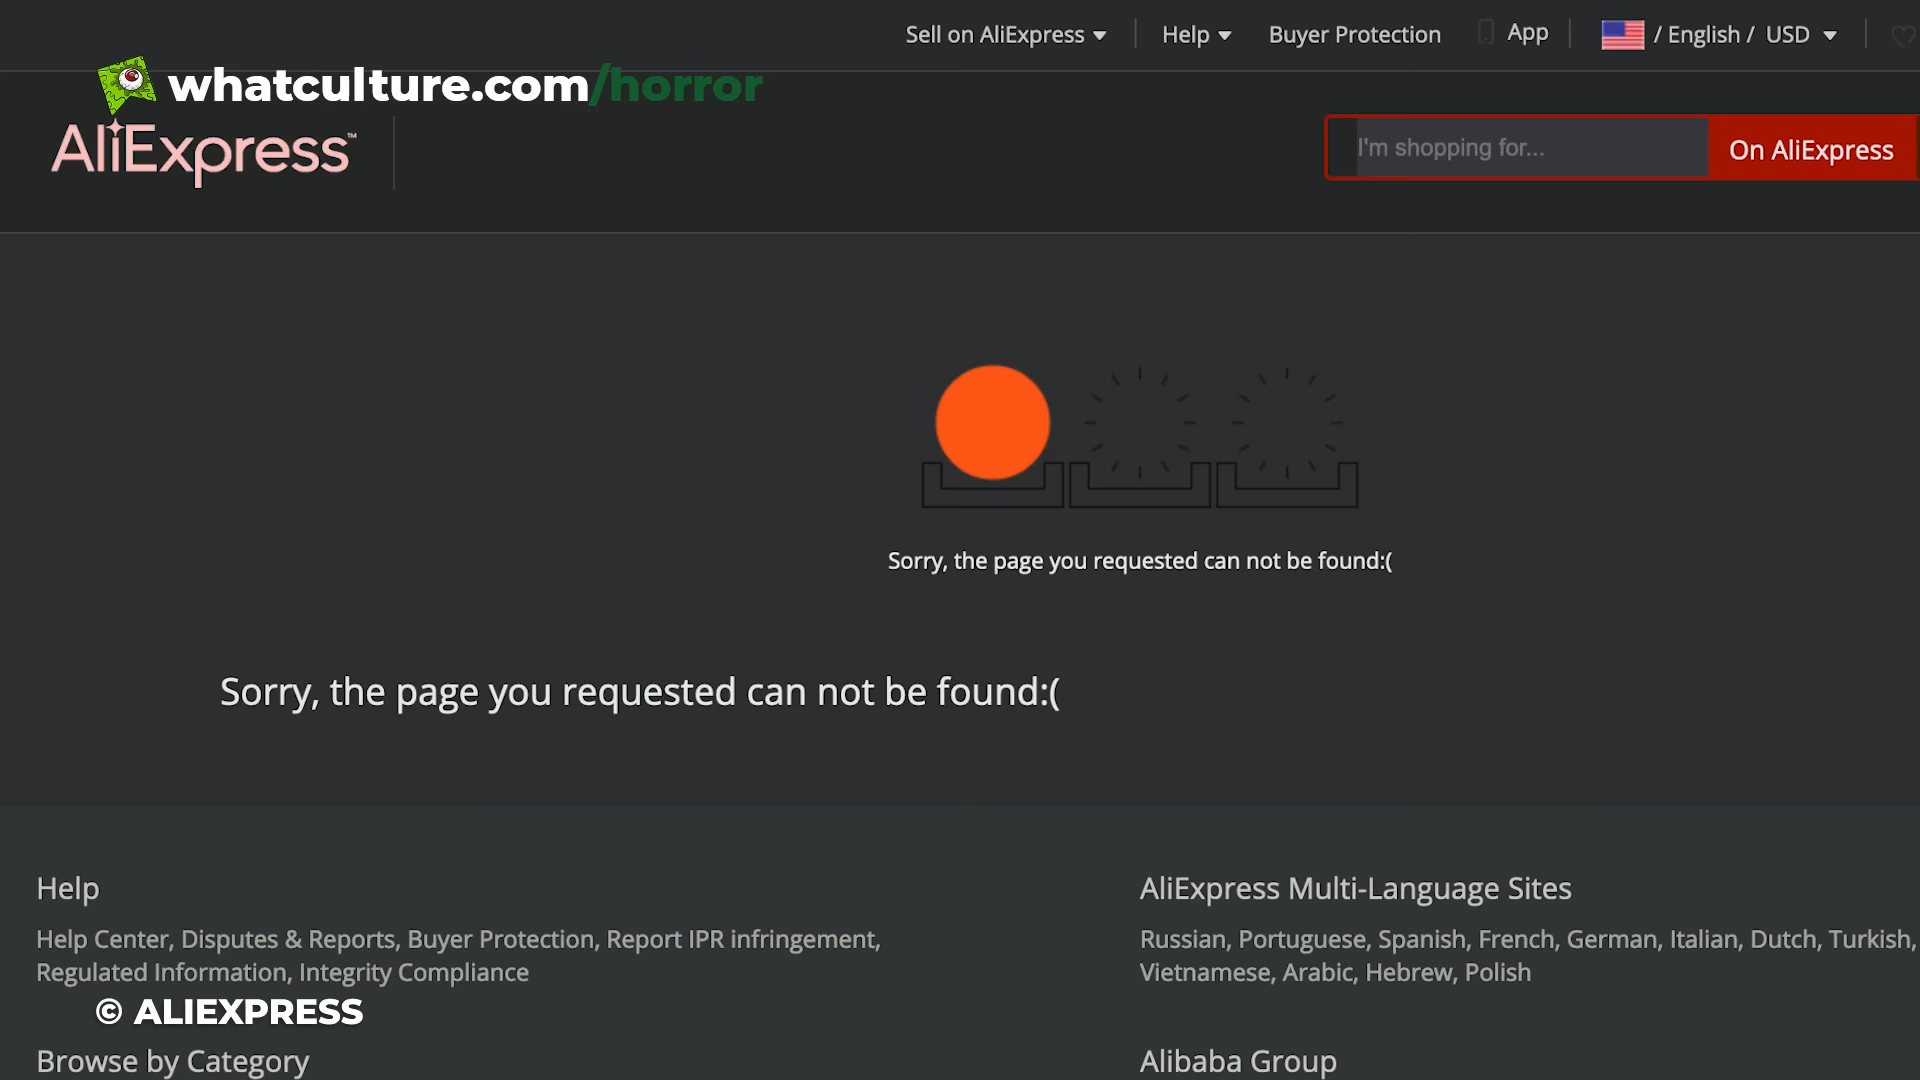 Sell on AliExpress
Help
Buyer Protection
App
/ English / USD
whatculture.com/horror
AliExpress™
I'm shopping for...
On AliExpress
Sorry, the page you requested can not be found:(
Sorry, the page you requested can not be found:(
Help
Help Center, Disputes & Reports, Buyer Protection, Report IPR infringement,
Regulated Information, Integrity Compliance
AliExpress Multi-Language Sites
Russian, Portuguese, Spanish, French, German, Italian, Dutch, Turkish,
Vietnamese, Arabic, Hebrew, Polish
© ALIEXPRESS
Browse by Category
Alibaba Group